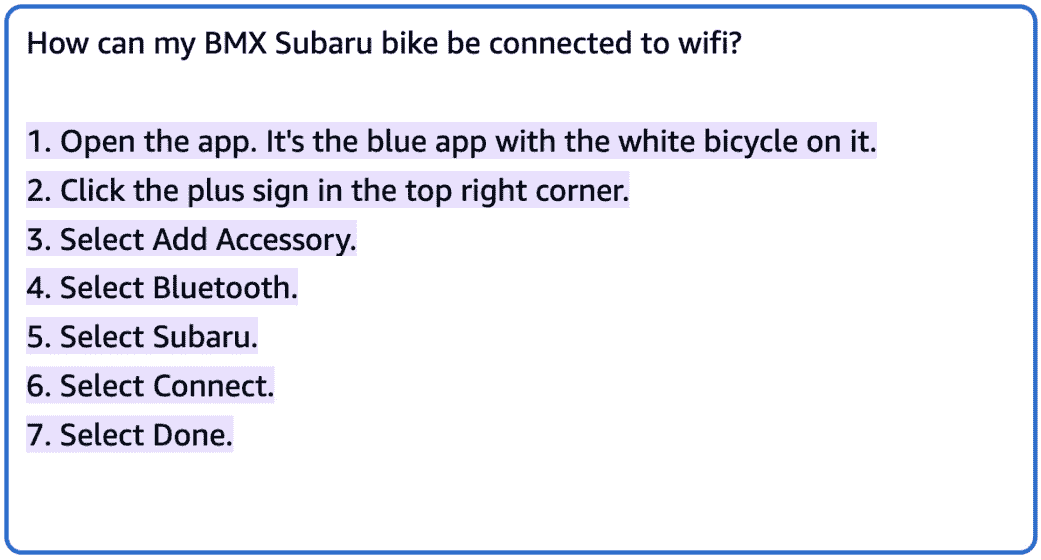 How can my BMX Subaru bike be connected to wifi?
1. Open the app. It's the blue app with the white bicycle on it.
2. Click the plus sign in the top right corner.
3. Select Add Accessory.
4. Select Bluetooth.
5. Select Subaru.
6. Select Connect.
7. Select Done.